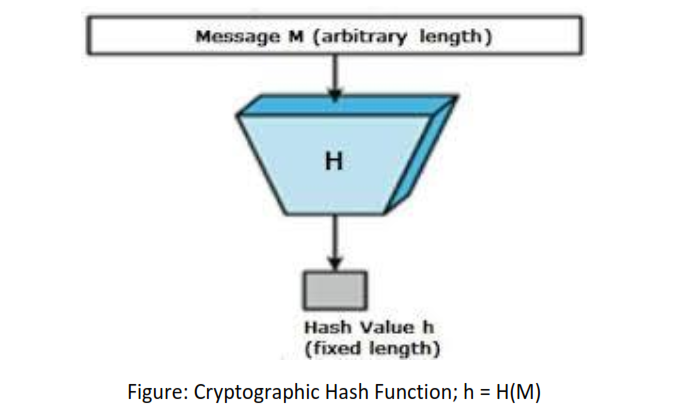 Message M (arbitrary length)
H
Hash Value h
(fixed length)
Figure: Cryptographic Hash Function; h = H(M)